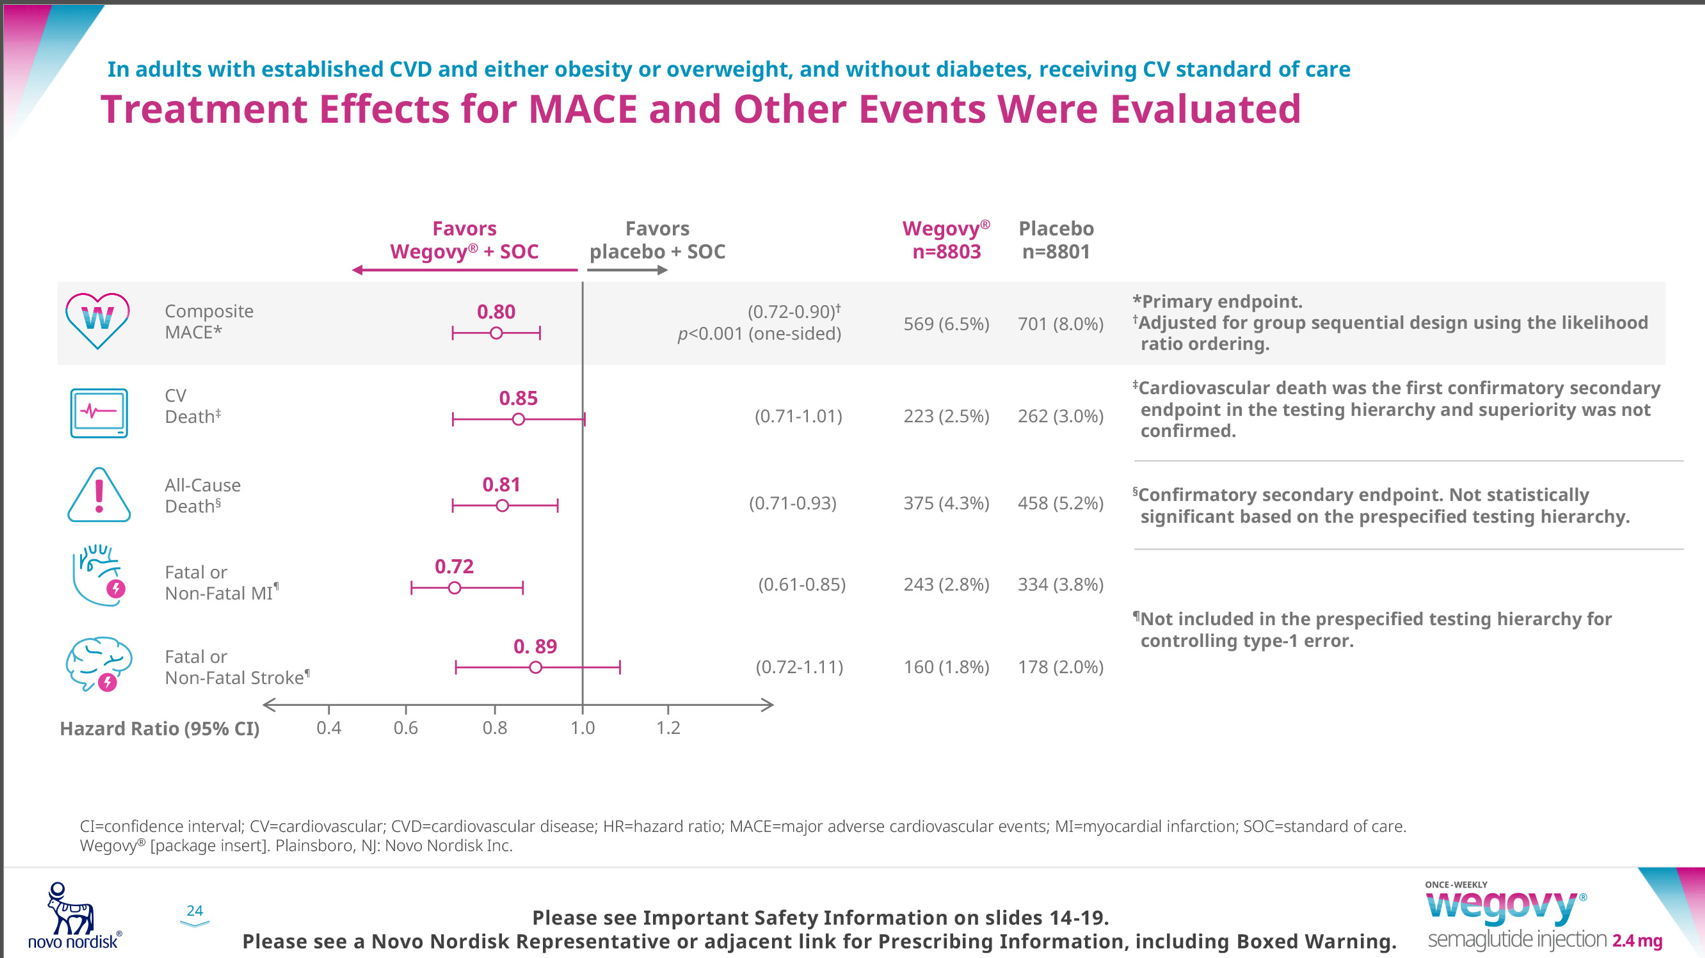 In adults with established CVD and either obesity or overweight, and without diabetes, receiving CV standard of care
Treatment Effects for MACE and Other Events Were Evaluated
Favors
Wegovy® + SOC
Favors
placebo + SOC
Wegovy®
n=8803
Placebo
n=8801
W
Composite
MACE*
0.80
(0.72-0.90)†
p<0.001 (one-sided)
569 (6.5%)
701 (8.0%)
*Primary endpoint.
†Adjusted for group sequential design using the likelihood
ratio ordering.
CV
Death‡
0.85
(0.71-1.01)
223 (2.5%)
262 (3.0%)
‡Cardiovascular death was the first confirmatory secondary
endpoint in the testing hierarchy and superiority was not
confirmed.
All-Cause
Death§
0.81
(0.71-0.93)
375 (4.3%)
458 (5.2%)
§Confirmatory secondary endpoint. Not statistically
significant based on the prespecified testing hierarchy.
Fatal or
Non-Fatal MI¶
0.72
(0.61-0.85)
243 (2.8%)
334 (3.8%)
¶Not included in the prespecified testing hierarchy for
controlling type-1 error.
Fatal or
Non-Fatal Stroke¶
0. 89
(0.72-1.11)
160 (1.8%)
178 (2.0%)
Hazard Ratio (95% CI)
0.4
0.6
0.8
1.0
1.2
CI=confidence interval; CV=cardiovascular; CVD=cardiovascular disease; HR=hazard ratio; MACE=major adverse cardiovascular events; MI=myocardial infarction; SOC=standard of care.
Wegovy® [package insert]. Plainsboro, NJ: Novo Nordisk Inc.
novo nordisk®
24
Please see Important Safety Information on slides 14-19.
Please see a Novo Nordisk Representative or adjacent link for Prescribing Information, including Boxed Warning.
ONCE-WEEKLY
wegovy®
semaglutide injection 2.4 mg